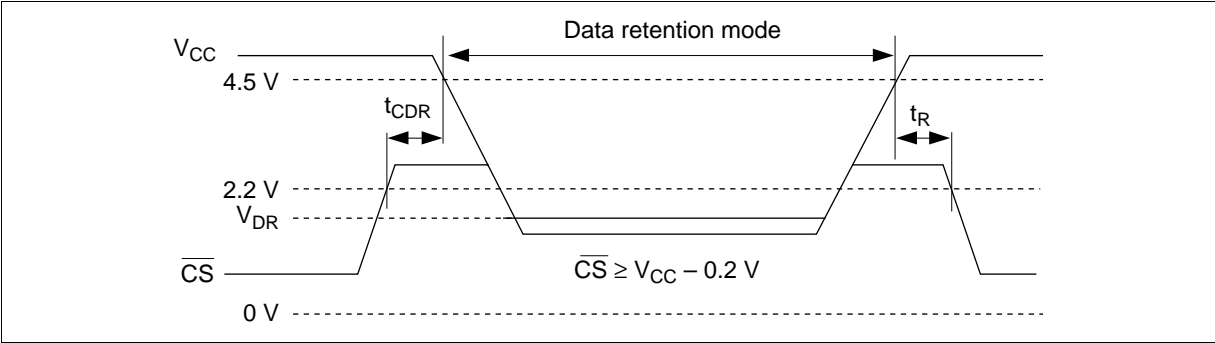 Data retention mode
VCC
4.5 V
tCDR
tR
2.2 V
VDR
CS
CS ≥ VCC – 0.2 V
0 V